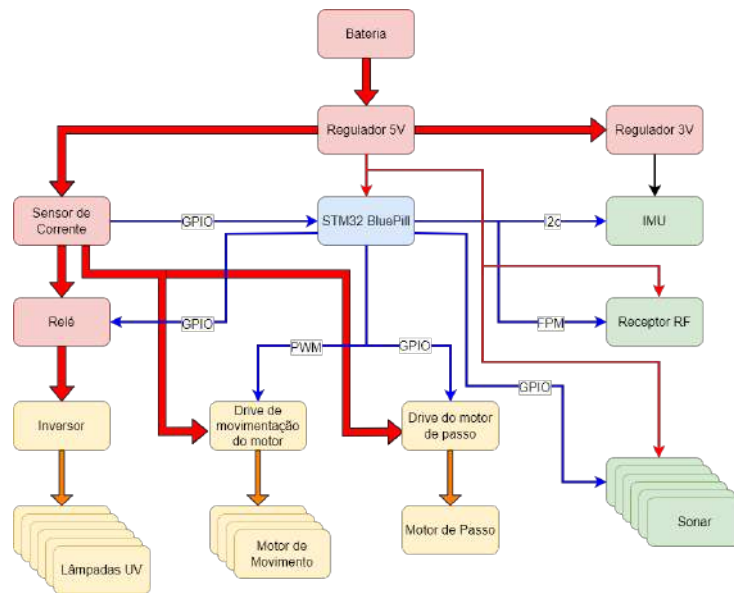 Bateria
Regulador 5V
Regulador 3V
Sensor de
Corrente
GPIO
STM32 BluePill
i2c
IMU
Relé
GPIO
FPM
Receptor RF
PWM
GPIO
GPIO
Inversor
Drive de
movimentação
do motor
Drive do motor
de passo
Lâmpadas UV
Motor de
Movimento
Motor de Passo
Sonar